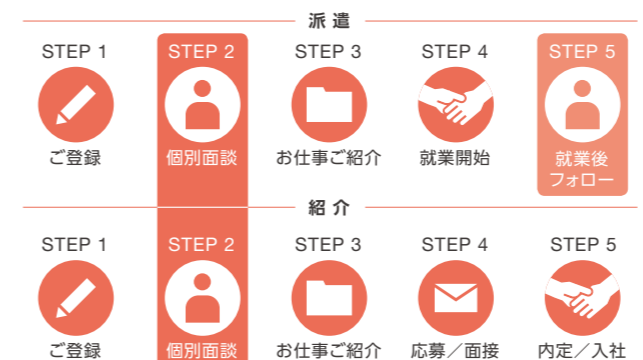 派遣
STEP 1
STEP 2
STEP 3
STEP 4
STEP 5
ご登録
個別面談
お仕事ご紹介
就業開始
就業後
フォロー
紹介
STEP 1
STEP 2
STEP 3
STEP 4
STEP 5
ご登録
個別面談
お仕事ご紹介
応募／面接
内定／入社